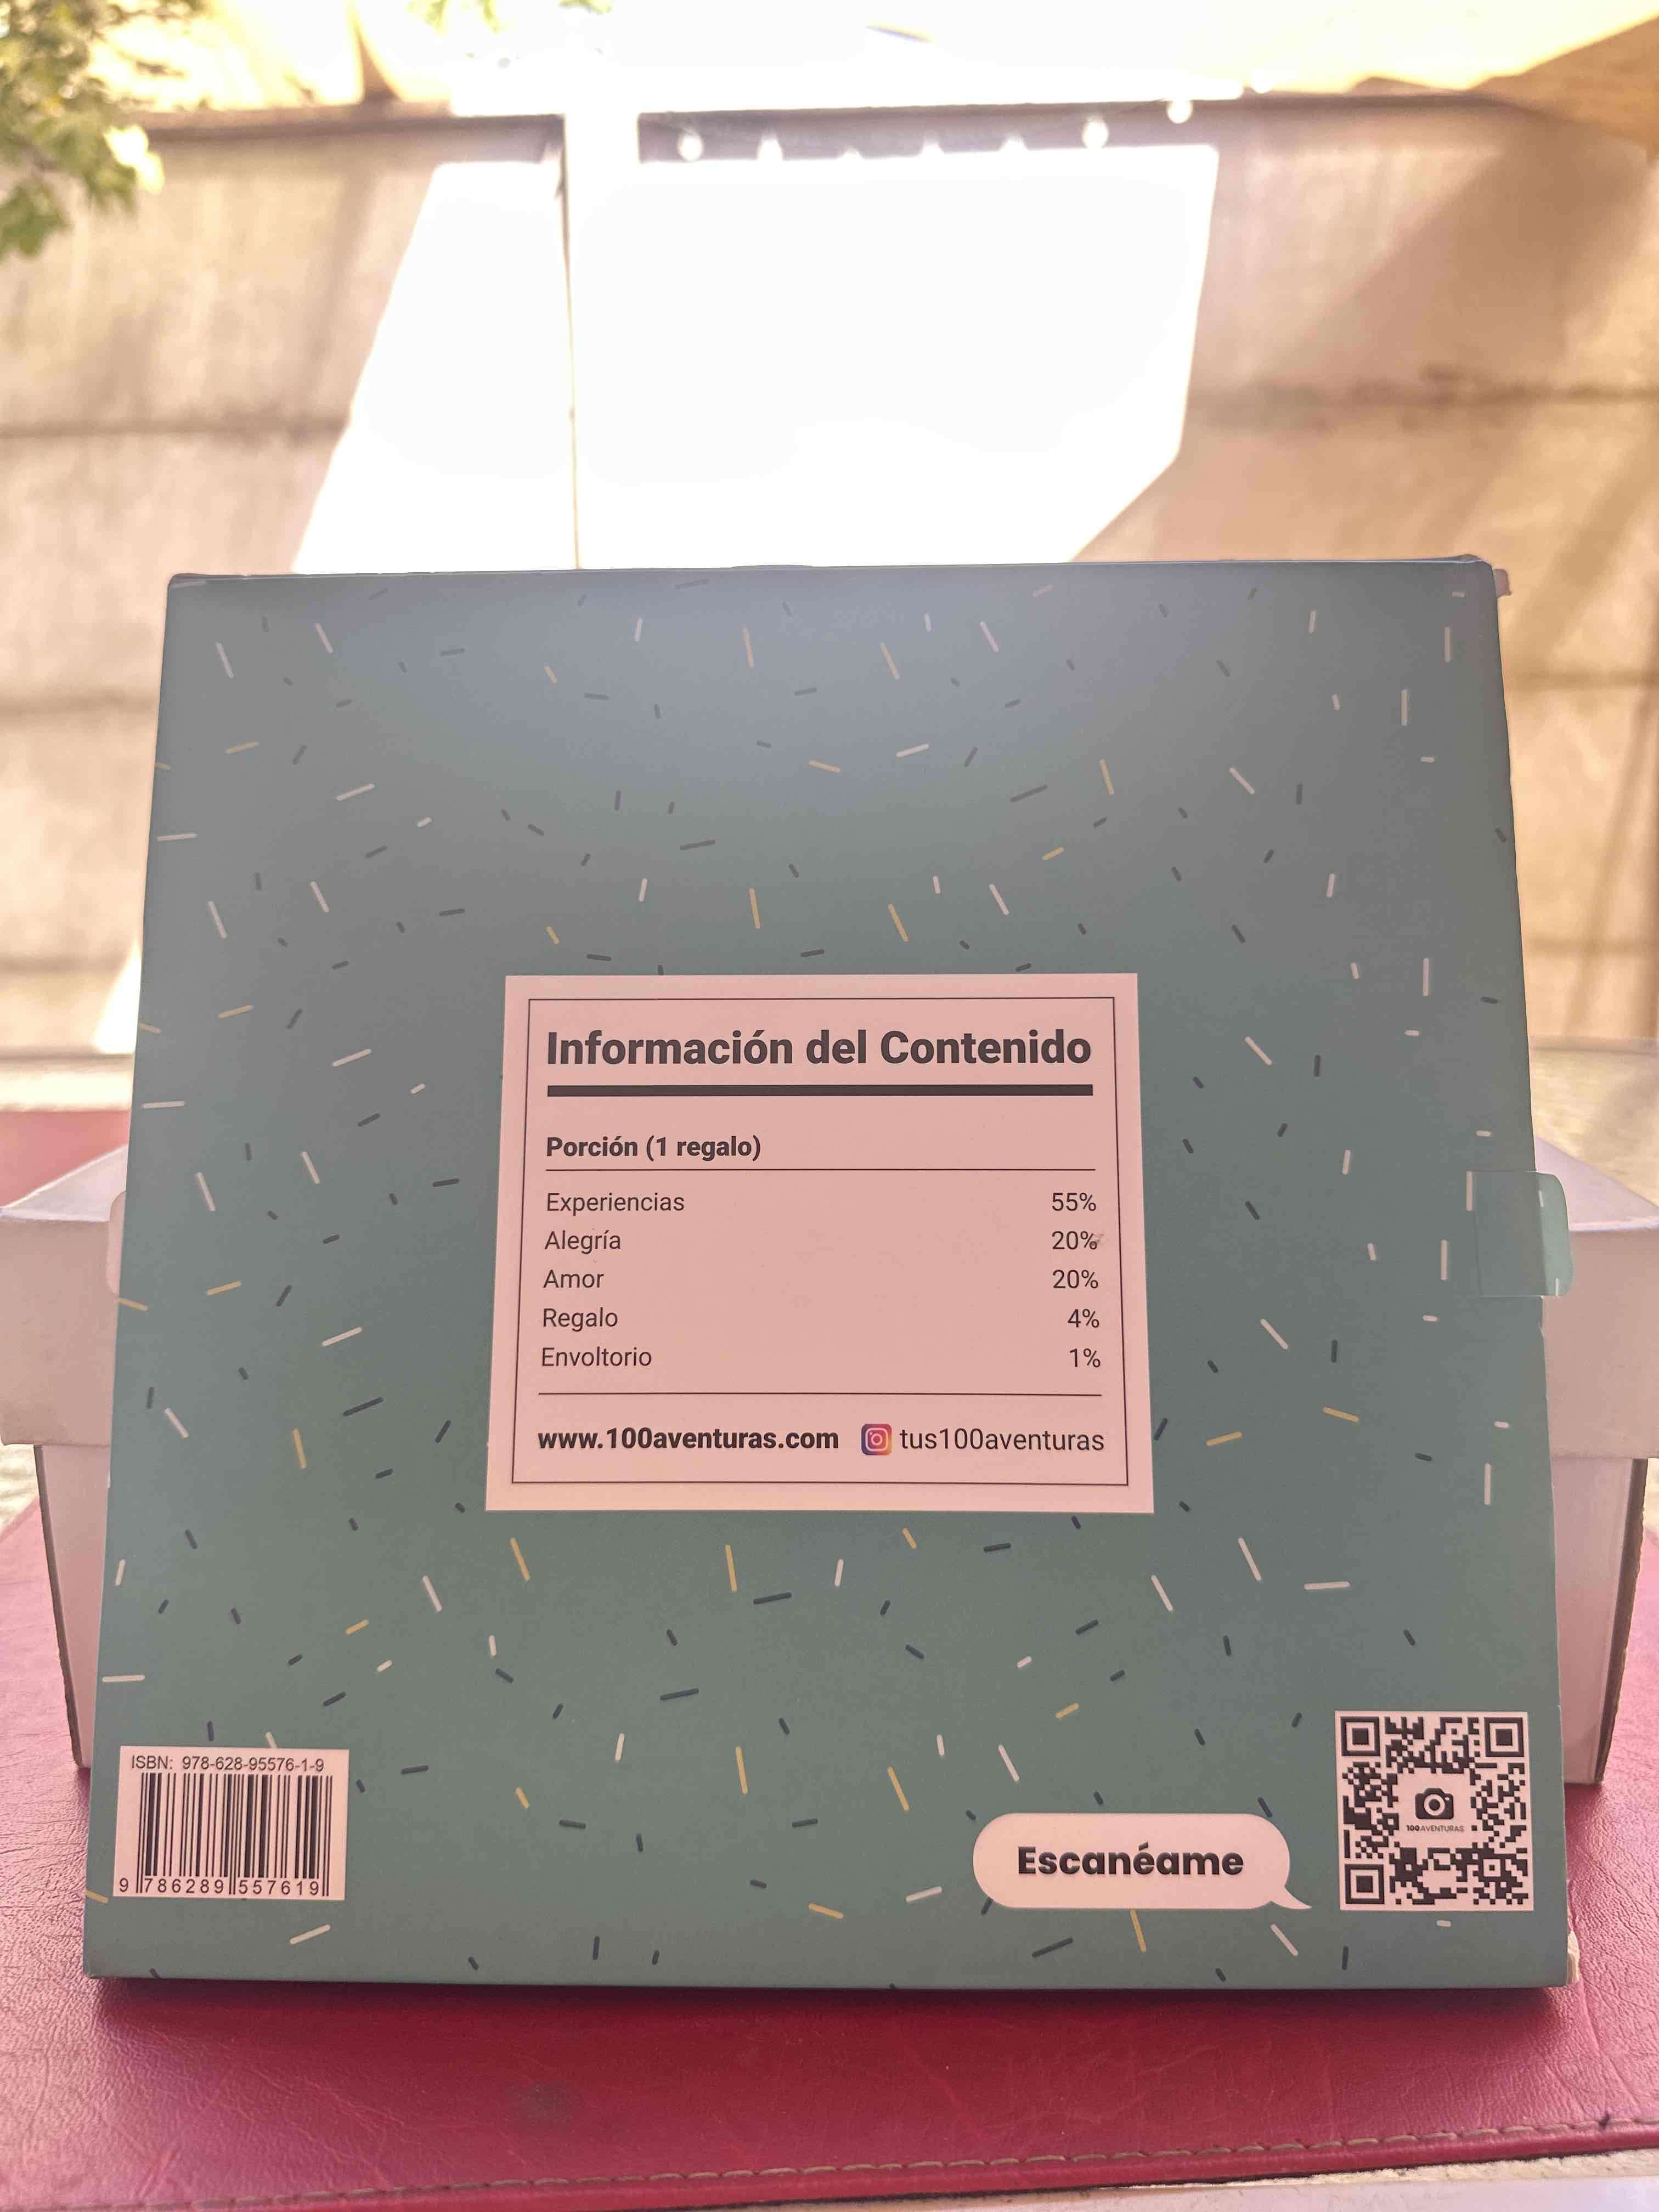 Información del Contenido
Porción (1 regalo)
Experiencias 55%
Alegría 20%
Amor 20%
Regalo 4%
Envoltorio 1%
www.100aventuras.com tus100aventuras
ISBN: 978-628-95576-1-9
9 786289 557619
Escanéame
100AVENTURAS